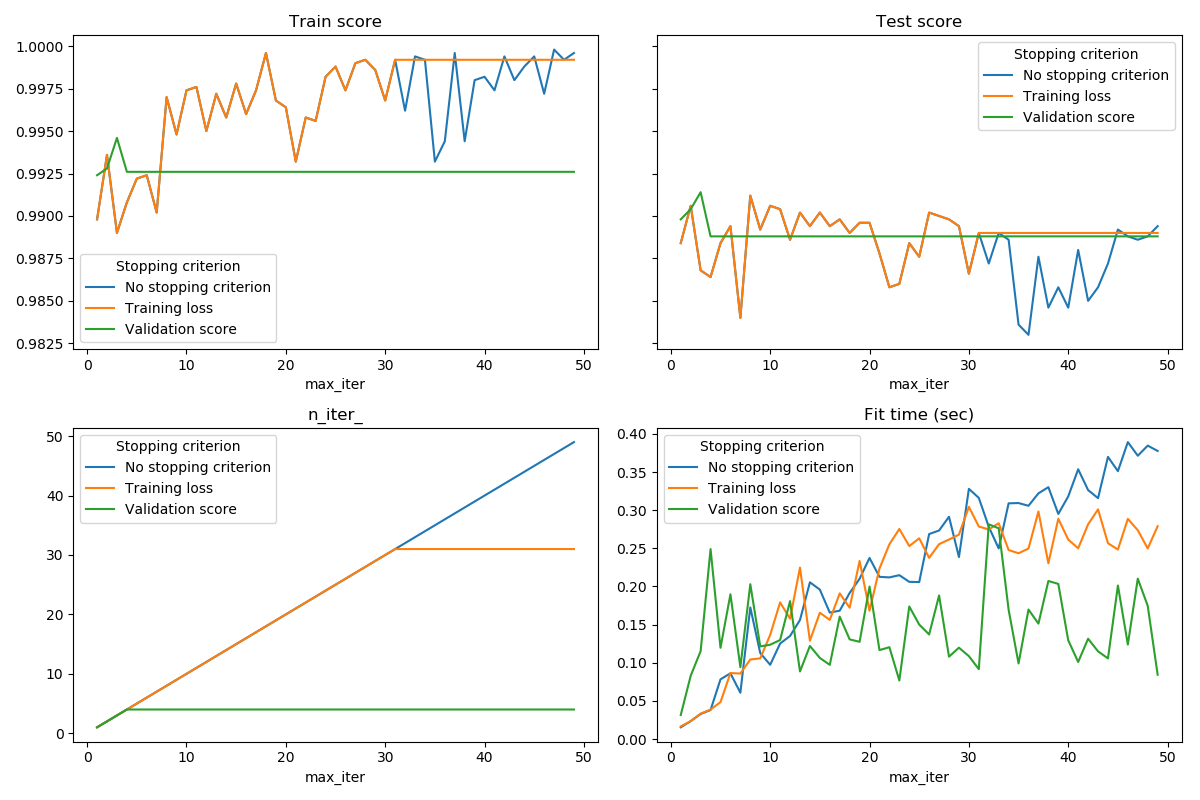 Train score
1.0000
0.9975
0.9950
0.9925
0.9900
0.9875
0.9850
0.9825
Stopping criterion
No stopping criterion
Training loss
Validation score
0 10 20 30 40 50
max_iter
Test score
Stopping criterion
No stopping criterion
Training loss
Validation score
0 10 20 30 40 50
max_iter
n_iter_
50
40
30
20
10
0
Stopping criterion
No stopping criterion
Training loss
Validation score
0 10 20 30 40 50
max_iter
Fit time (sec)
0.40
0.35
0.30
0.25
0.20
0.15
0.10
0.05
0.00
Stopping criterion
No stopping criterion
Training loss
Validation score
0 10 20 30 40 50
max_iter